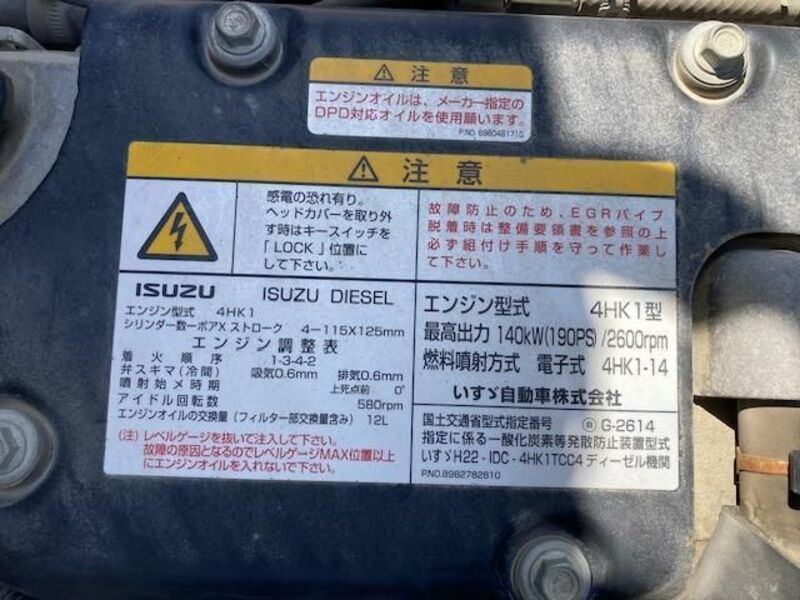 注意
エンジンオイルは、メーカー指定の
DPD対応オイルを使用願います。
P.NO. 8980461710
注意
感電の恐れ有り。
ヘッドカバーを取り外
す時はキースイッチを
「LOCK」位置に
して下さい。
故障防止のため、EGRパイプ
脱着時は整備要領書を参照の上
必ず組付け手順を守って作業し
て下さい。
ISUZU ISUZU DIESEL
エンジン型式 4HK1
シリンダー数ーボアX ストローク 4-115X125mm
エンジン調整表
着火順序 1-3-4-2
弁スキマ(冷間) 吸気0.6mm 排気0.6mm
噴射始メ時期 上死点前 0°
アイドル回転数 580rpm
エンジンオイルの交換量(フィルター部交換量含み) 12L
(注)レベルゲージを抜いて注入して下さい。
故障の原因となるのでレベルゲージMAX位置以上
にエンジンオイルを入れないで下さい。
エンジン型式 4HK1型
最高出力 140kW(190PS)/2600rpm
燃料噴射方式 電子式 4HK1-14
いすゞ自動車株式会社
国土交通省型式指定番号 G-2614
指定に係る一酸化炭素等発散防止装置型式
いすゞH22-IDC-4HK1TCC4ディーゼル機関
P.NO.8982782810